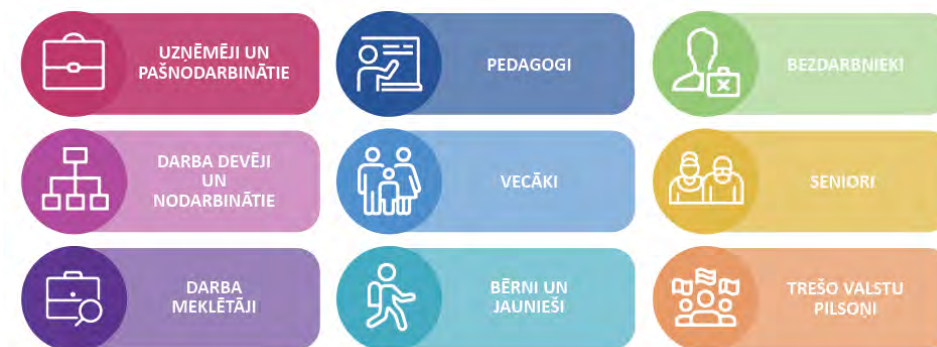 UZŅĒMĒJI UN
PAŠNODARBINĀTIE
PEDAGOGI
BEZDARBNIEKI
DARBA DEVĒJI
UN
NODARBINĀTIE
VECĀKI
SENIORI
DARBA
MEKLĒTĀJI
BĒRNI UN
JAUNIEŠI
TREŠO VALSTU
PILSOŅI